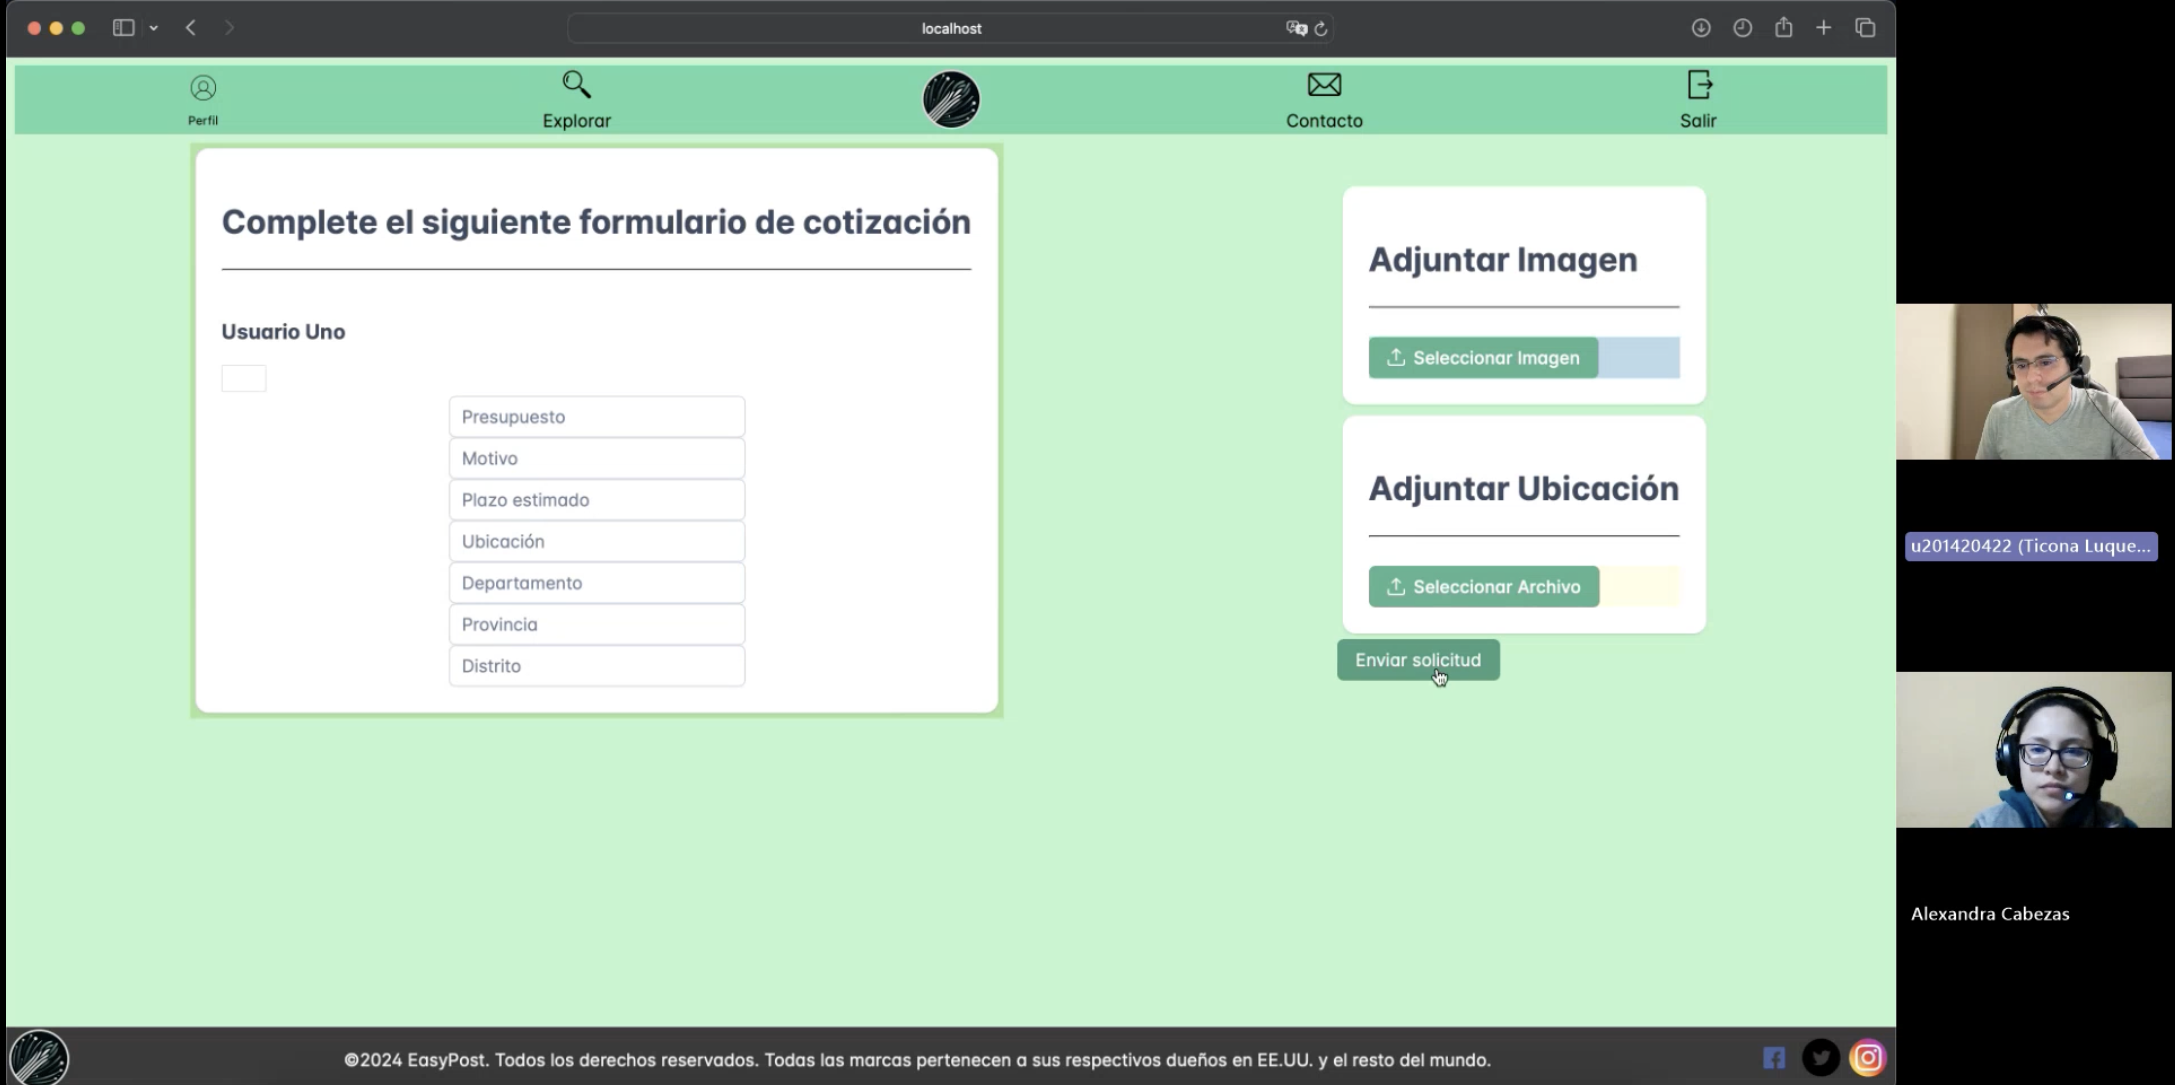 localhost
Perfil
Explorar
Contacto
Salir
Complete el siguiente formulario de cotización
Usuario Uno
Presupuesto
Motivo
Plazo estimado
Ubicación
Departamento
Provincia
Distrito
Adjuntar Imagen
Seleccionar Imagen
Adjuntar Ubicación
Seleccionar Archivo
Enviar solicitud
u201420422 (Ticona Luque...
Alexandra Cabezas
©2024 EasyPost. Todos los derechos reservados. Todas las marcas pertenecen a sus respectivos dueños en EE.UU. y el resto del mundo.